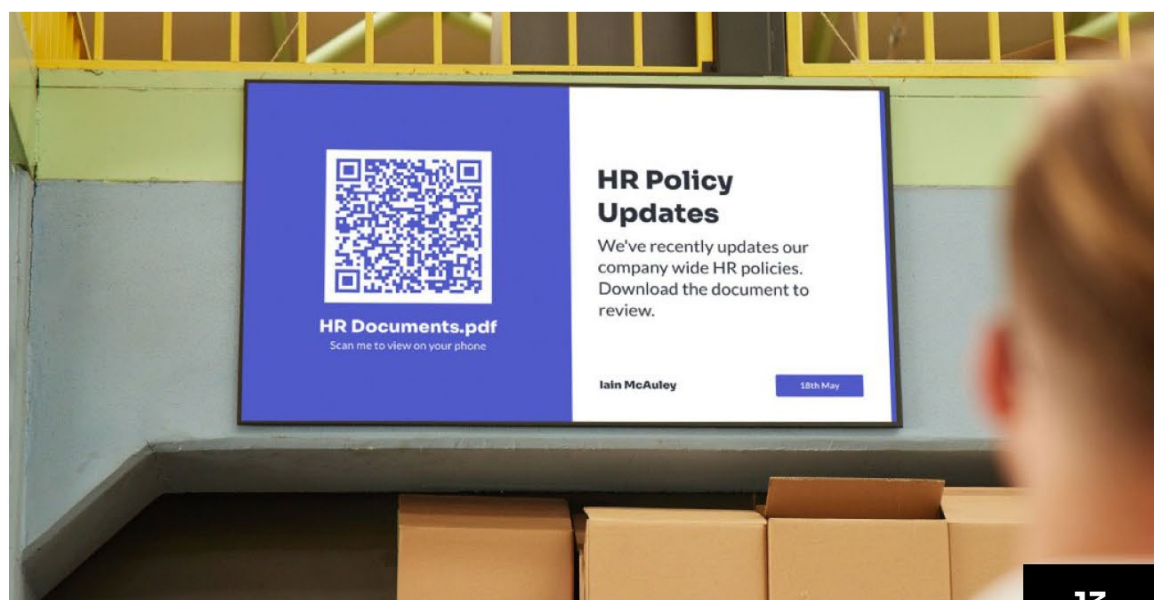 HR Documents.pdf
Scan me to view on your phone
HR Policy
Updates
We've recently updates our
company wide HR policies.
Download the document to
review.
Iain McAuley
18th May
13